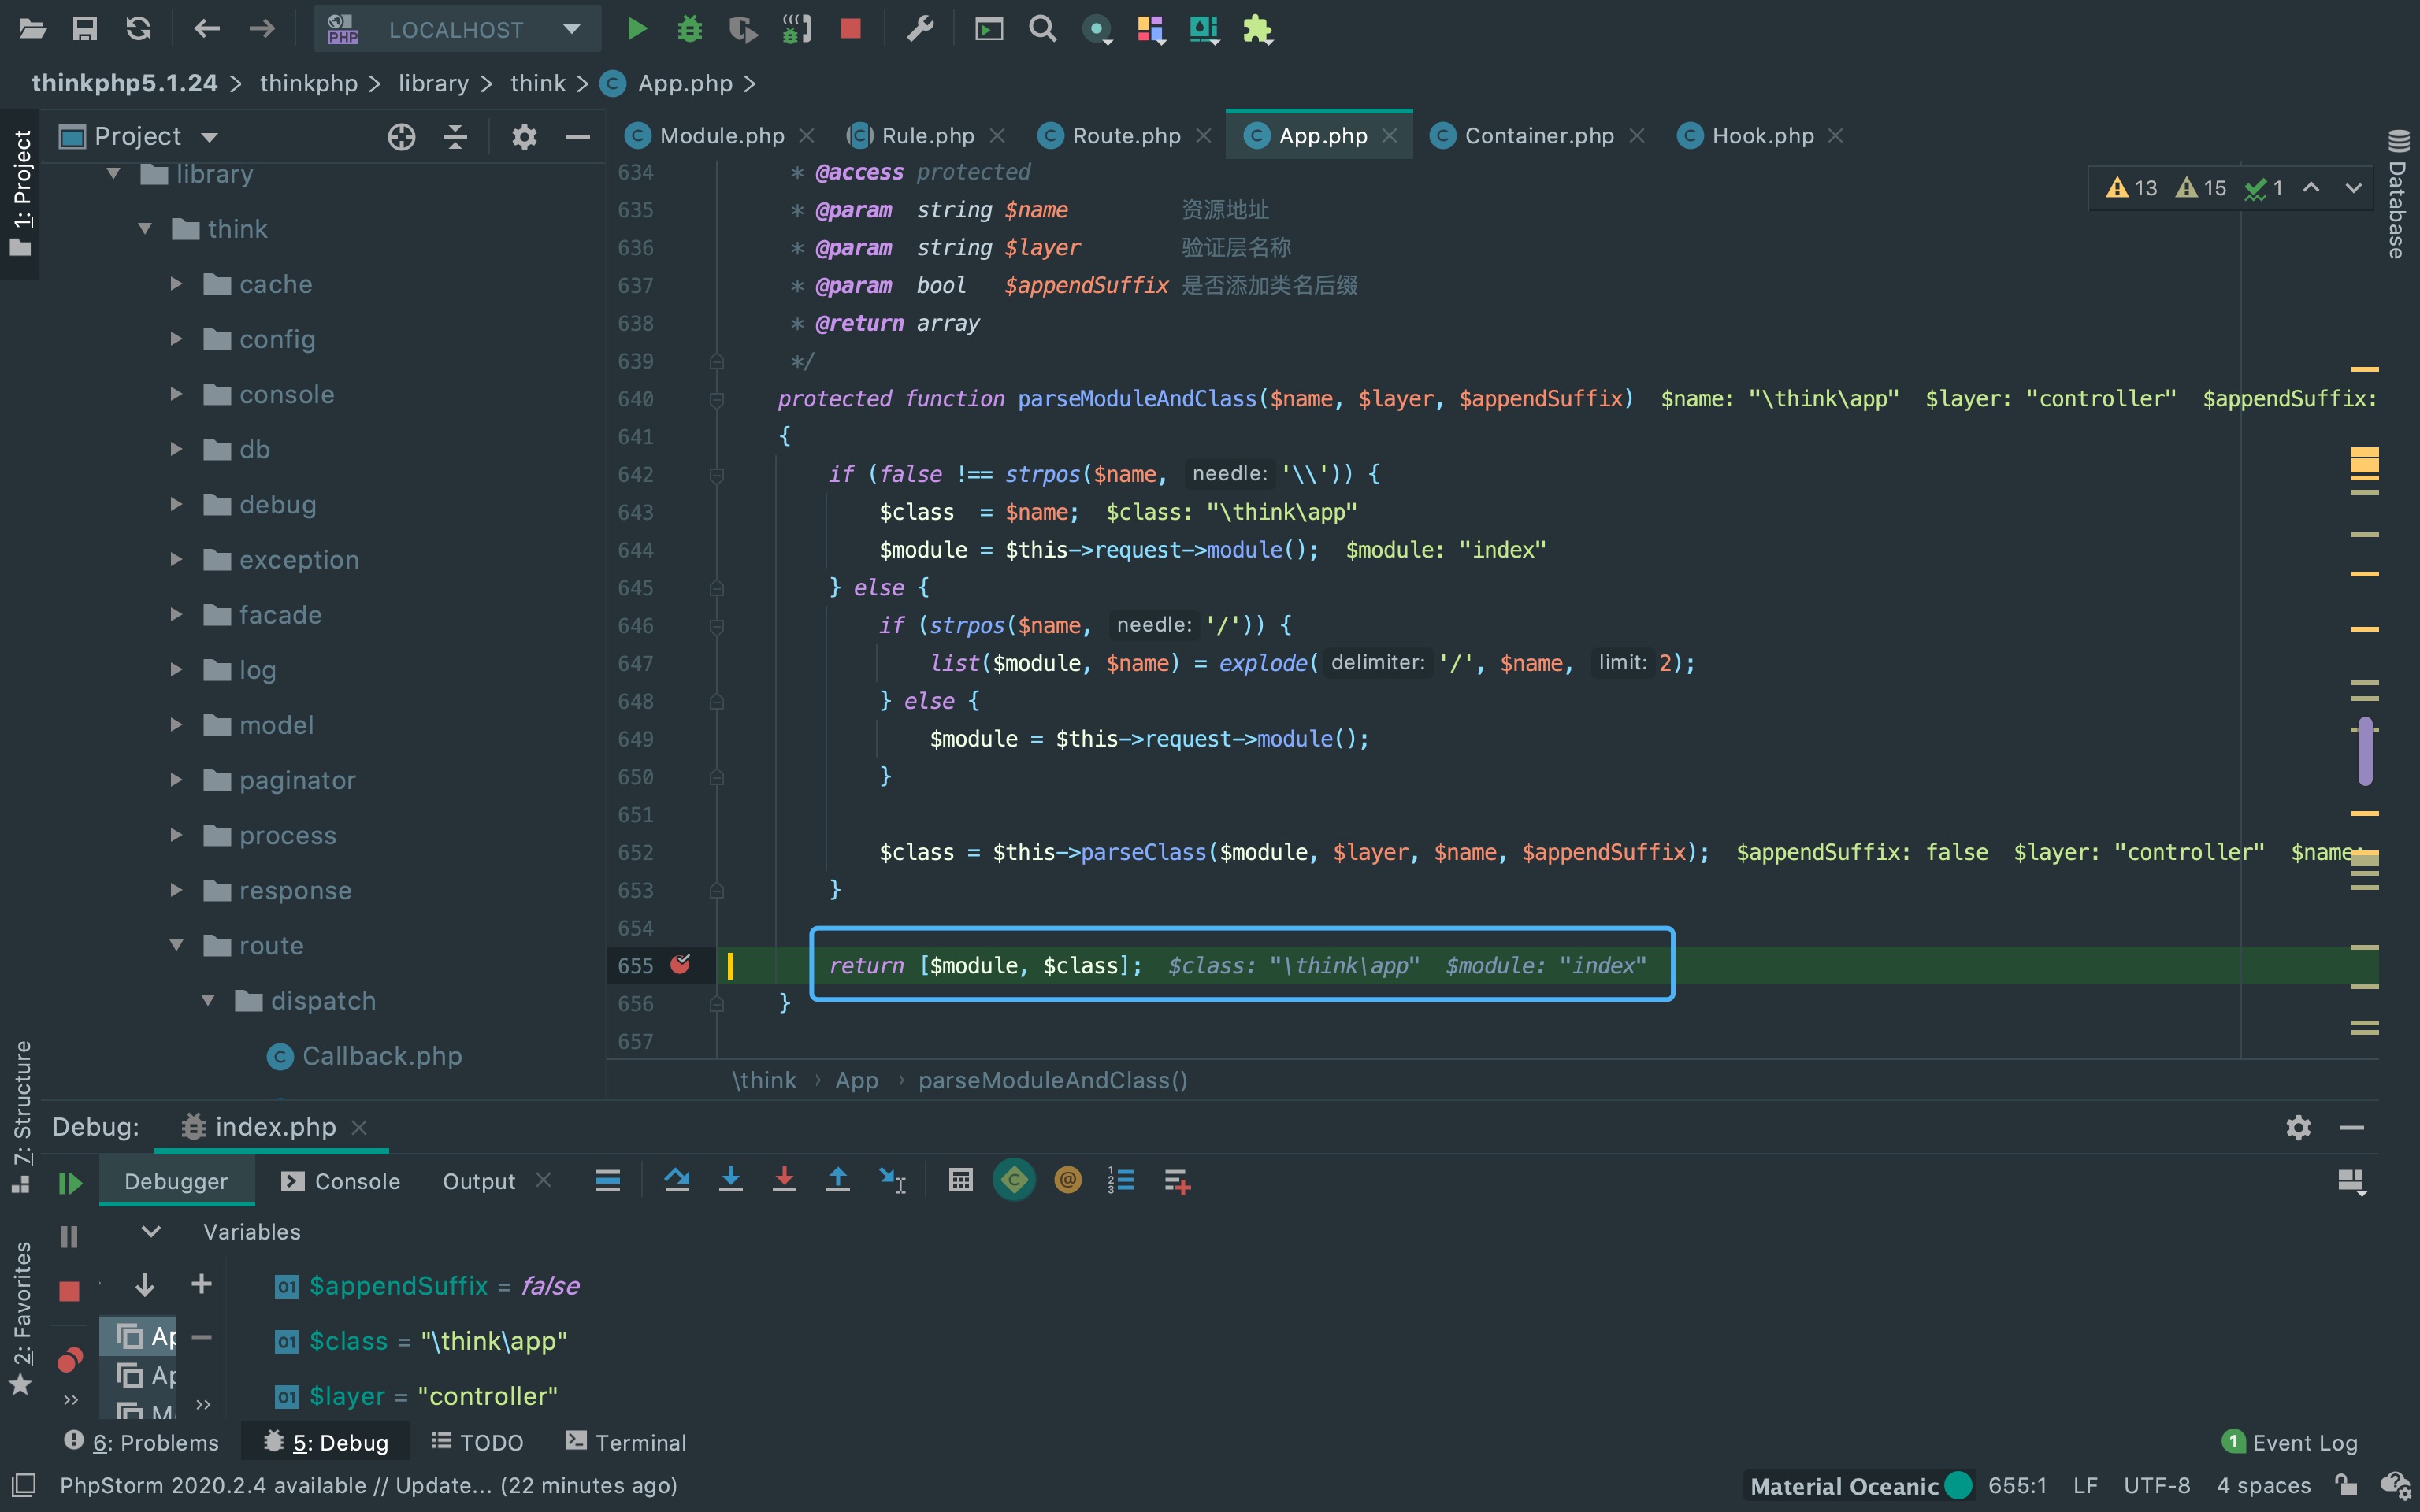 LOCALHOST
thinkphp5.1.24 > thinkphp > library > think > App.php >
1: Project
Project
Module.php
Rule.php
Route.php
App.php
Container.php
Hook.php
Database
library
think
cache
config
console
db
debug
exception
facade
log
model
paginator
process
response
route
dispatch
Callback.php
13 15 1
634 * @access protected
635 * @param string $name 资源地址
636 * @param string $layer 验证层名称
637 * @param bool $appendSuffix 是否添加类名后缀
638 * @return array
639 */
640 protected function parseModuleAndClass($name, $layer, $appendSuffix) $name: "\think\app" $layer: "controller" $appendSuffix:
641 {
642 if (false !== strpos($name, needle: '\\')) {
643 $class = $name; $class: "\think\app"
644 $module = $this->request->module(); $module: "index"
645 } else {
646 if (strpos($name, needle: '/')) {
647 list($module, $name) = explode( delimiter: '/', $name, limit: 2);
648 } else {
649 $module = $this->request->module();
650 }
651
652 $class = $this->parseClass($module, $layer, $name, $appendSuffix); $appendSuffix: false $layer: "controller" $name:
653 }
654
655 return [$module, $class]; $class: "\think\app" $module: "index"
656 }
657
\think › App › parseModuleAndClass()
7: Structure
2: Favorites
Debug: index.php
Debugger Console Output
Variables
$appendSuffix = false
$class = "\think\app"
$layer = "controller"
Ap
Ap
6: Problems 5: Debug TODO Terminal
1 Event Log
PhpStorm 2020.2.4 available // Update... (22 minutes ago)
Material Oceanic 655:1 LF UTF-8 4 spaces